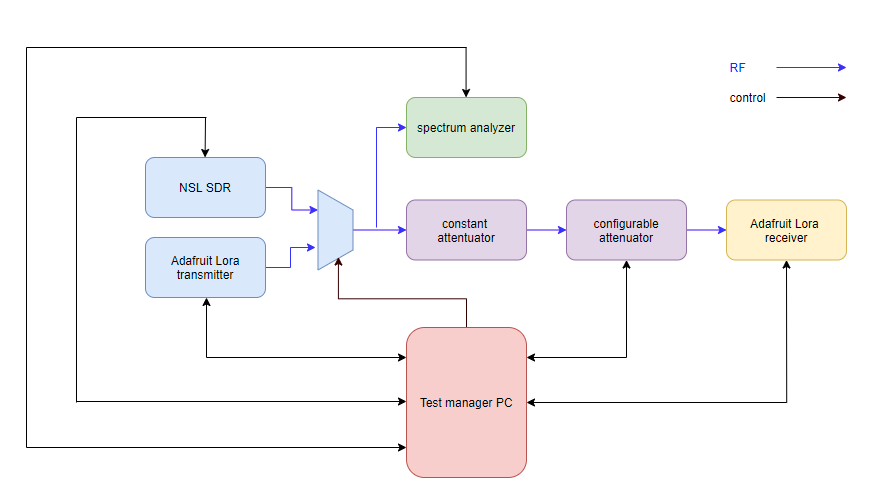 RF
control
spectrum analyzer
NSL SDR
Adafruit Lora
transmitter
constant
attentuator
configurable
attenuator
Adafruit Lora
receiver
Test manager PC